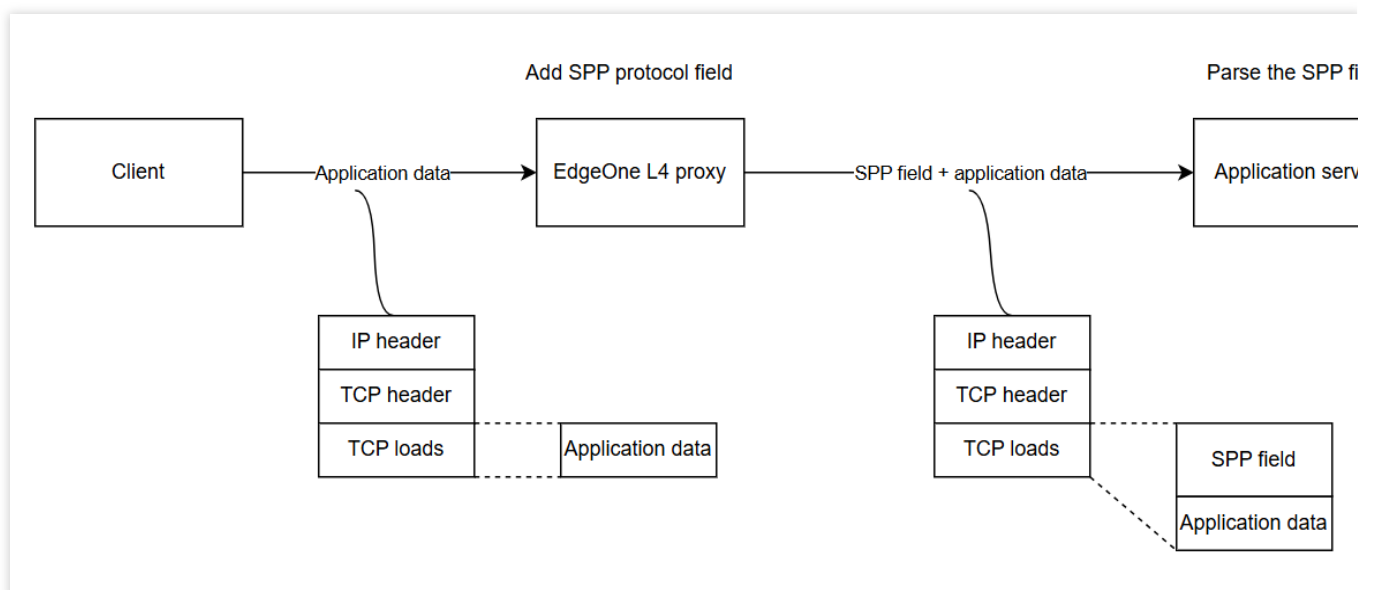 Add SPP protocol field
Parse the SPP fi
Client
Application data
EdgeOne L4 proxy
SPP field + application data
Application serv
IP header
TCP header
TCP loads
Application data
IP header
TCP header
TCP loads
SPP field
Application data